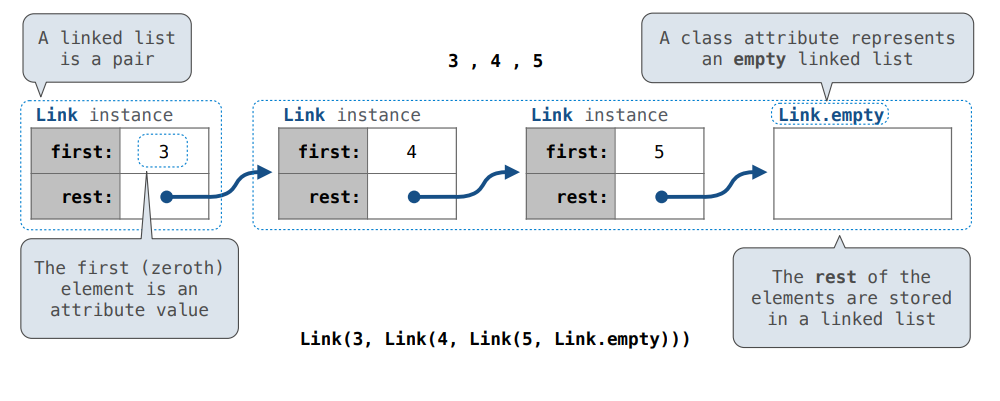 A linked list
is a pair
3 , 4 , 5
A class attribute represents
an empty linked list
Link instance
first: 3
rest:
Link instance
first: 4
rest:
Link instance
first: 5
rest:
Link.empty
The first (zeroth)
element is an
attribute value
The rest of the
elements are stored
in a linked list
Link(3, Link(4, Link(5, Link.empty)))